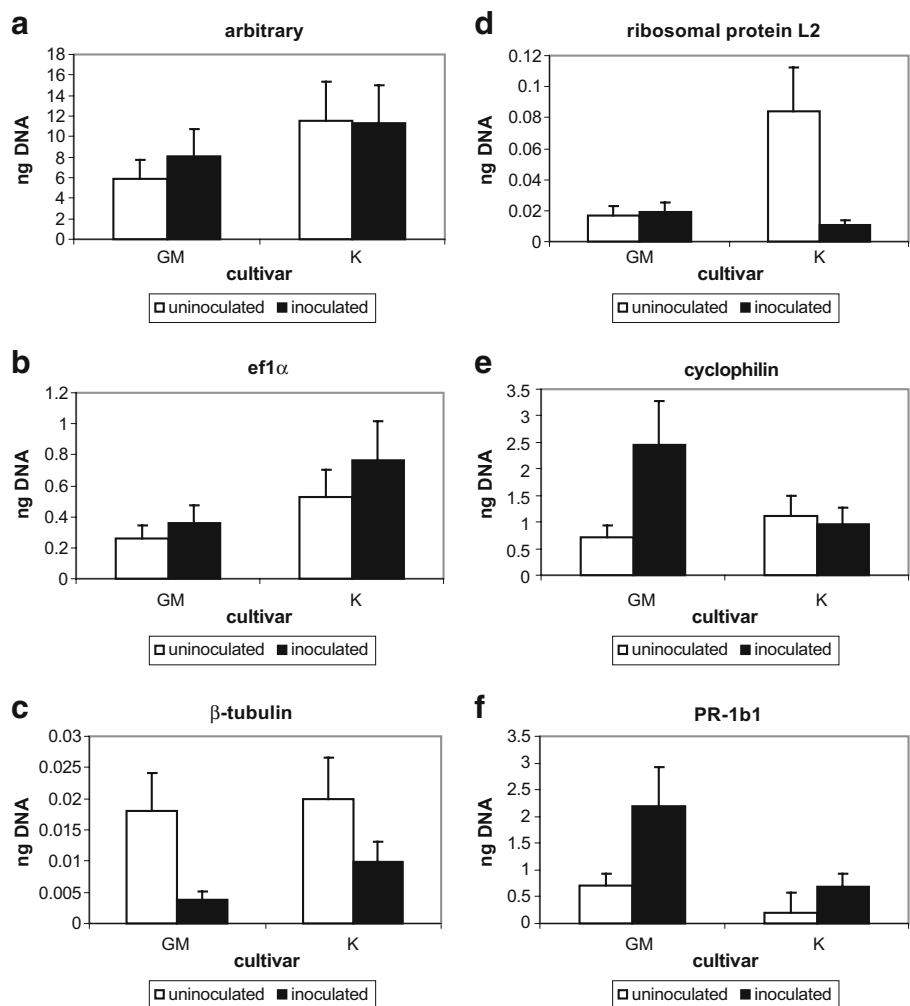 a
arbitrary
18
16
14
12
10
8
6
4
2
0
ng DNA
GM K
cultivar
uninoculated inoculated
b
ef1α
1.2
1
0.8
0.6
0.4
0.2
0
ng DNA
GM K
cultivar
uninoculated inoculated
c
β-tubulin
0.03
0.025
0.02
0.015
0.01
0.005
0
ng DNA
GM K
cultivar
uninoculated inoculated
d
ribosomal protein L2
0.12
0.1
0.08
0.06
0.04
0.02
0
ng DNA
GM K
cultivar
uninoculated inoculated
e
cyclophilin
3.5
3
2.5
2
1.5
1
0.5
0
ng DNA
GM K
cultivar
uninoculated inoculated
f
PR-1b1
3.5
3
2.5
2
1.5
1
0.5
0
ng DNA
GM K
cultivar
uninoculated inoculated